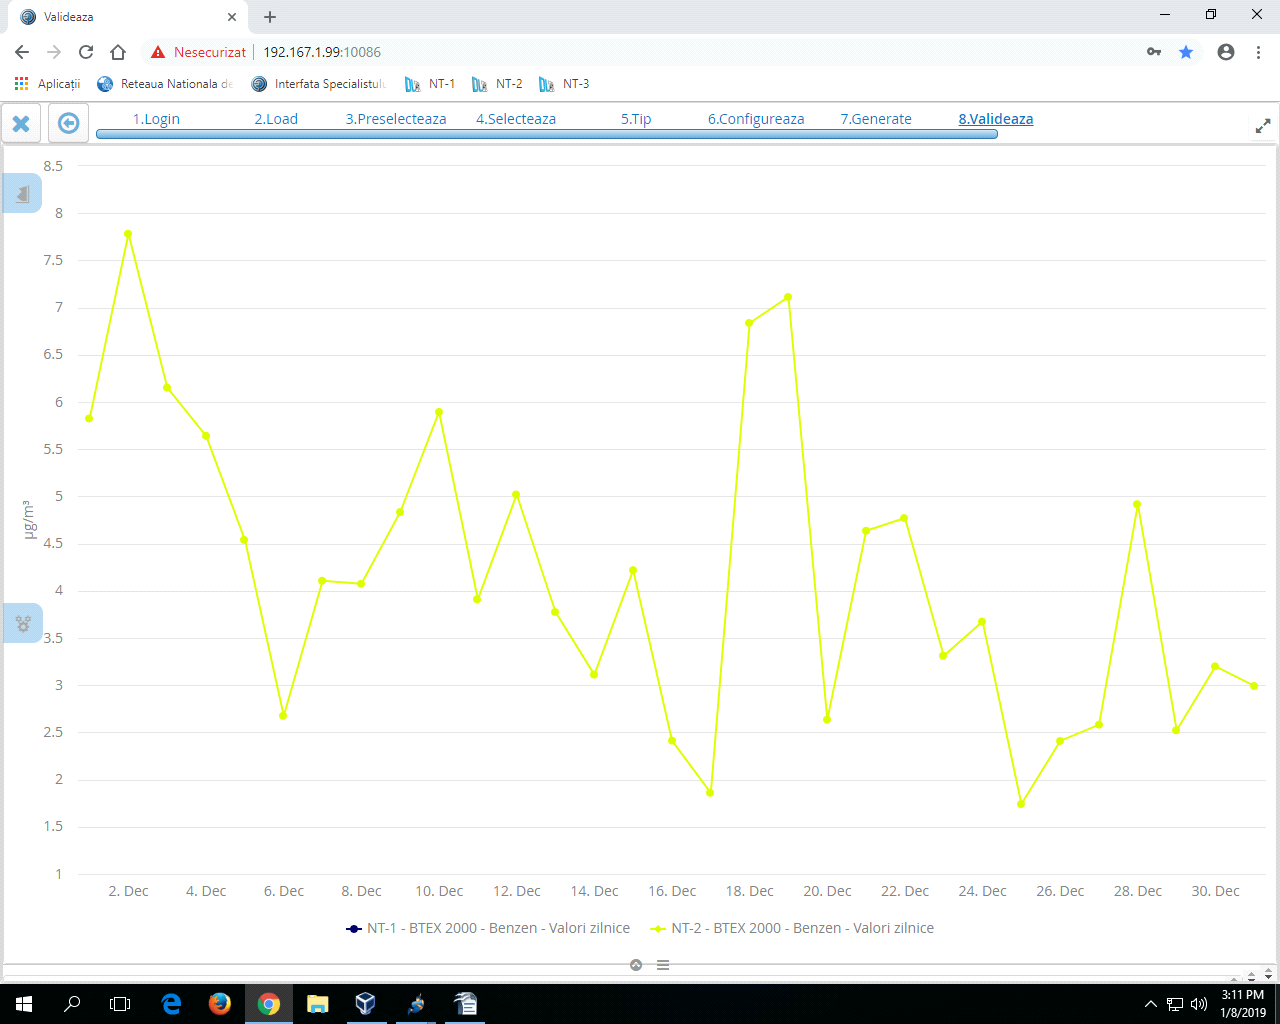 Valideaza
Nesecurizat 192.167.1.99:10086
Aplicații Reteaua Nationala de Interfata Specialistulu NT-1 NT-2 NT-3
1.Login 2.Load 3.Preselecteaza 4.Selecteaza 5.Tip 6.Configureaza 7.Generate 8.Valideaza
8.5
8
7.5
7
6.5
6
5.5
5
4.5
4
3.5
3
2.5
2
1.5
1
µg/m³
2. Dec 4. Dec 6. Dec 8. Dec 10. Dec 12. Dec 14. Dec 16. Dec 18. Dec 20. Dec 22. Dec 24. Dec 26. Dec 28. Dec 30. Dec
NT-1 - BTEX 2000 - Benzen - Valori zilnice NT-2 - BTEX 2000 - Benzen - Valori zilnice
3:11 PM
1/8/2019